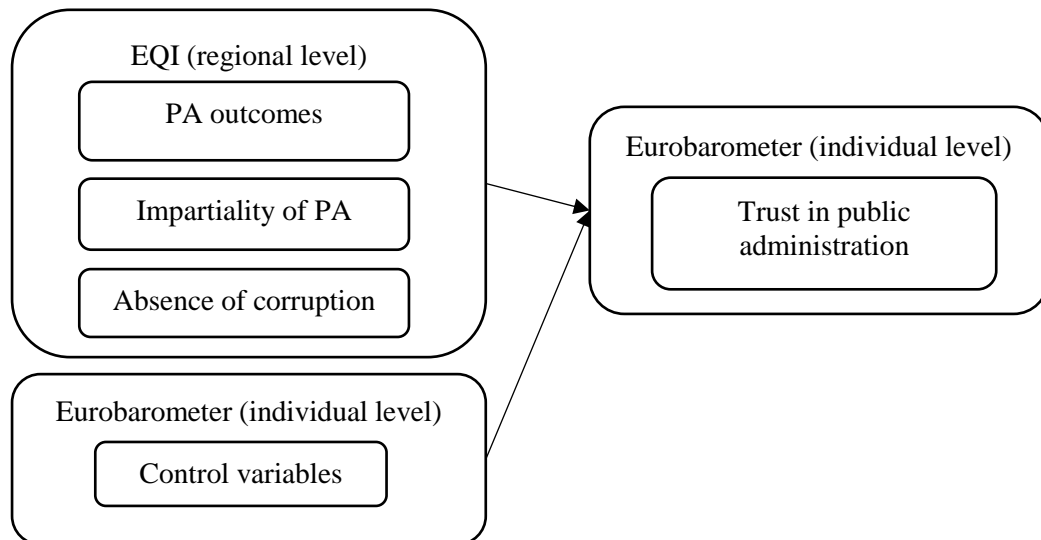 EQI (regional level)
PA outcomes
Impartiality of PA
Absence of corruption
Eurobarometer (individual level)
Control variables
Eurobarometer (individual level)
Trust in public
administration